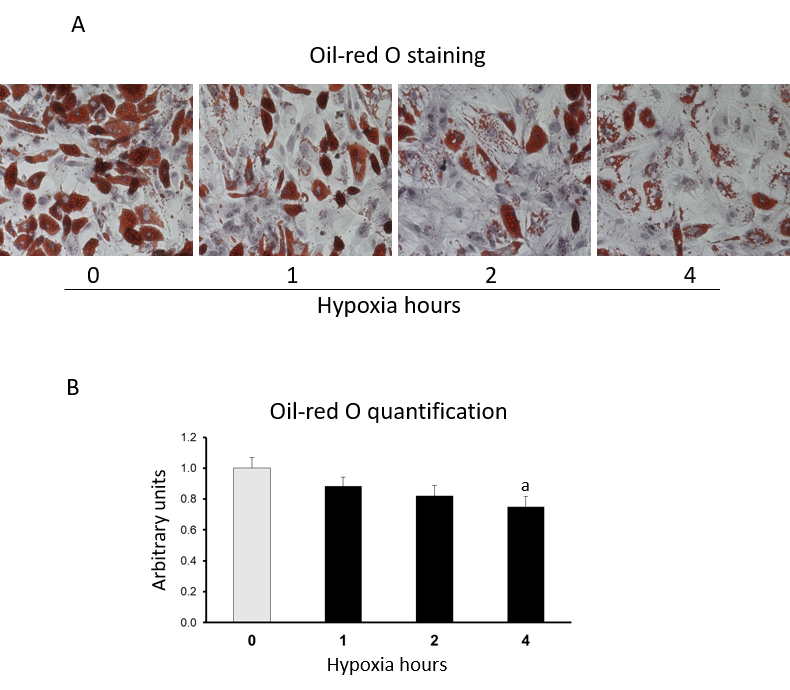 A
Oil-red O staining
0 1 2 4
Hypoxia hours
B
Oil-red O quantification
Arbitrary units
1.2
1.0
0.8
0.6
0.4
0.2
0.0
a
0 1 2 4
Hypoxia hours